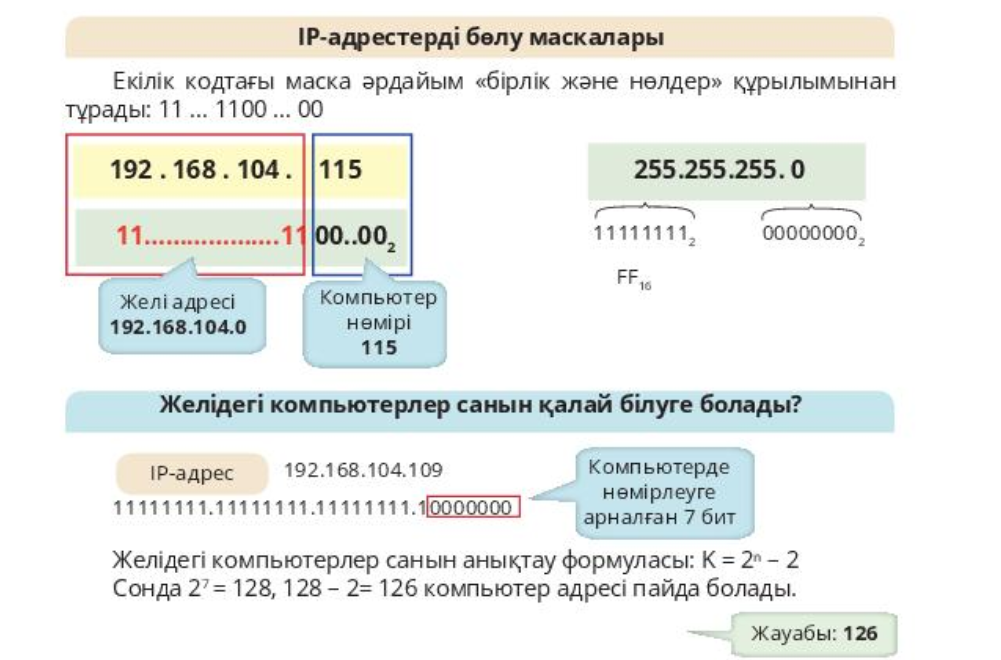 IP-адрестерді бөлу маскалары
Екілік кодтағы маска әрдайым «бірлік және нөлдер» құрылымынан
тұрады: 11 ... 1100 ... 00
192 . 168 . 104 . 115
255.255.255. 0
11...................11 00..00₂
11111111₂ 00000000₂
FF₁₆
Желі адресі
192.168.104.0
Компьютер
нөмірі
115
Желідегі компьютерлер санын қалай білуге болады?
IP-адрес 192.168.104.109
11111111.11111111.11111111.10000000
Компьютерде
нөмірлеуге
арналған 7 бит
Желідегі компьютерлер санын анықтау формуласы: K = 2ⁿ – 2
Сонда 2⁷ = 128, 128 – 2= 126 компьютер адресі пайда болады.
Жауабы: 126